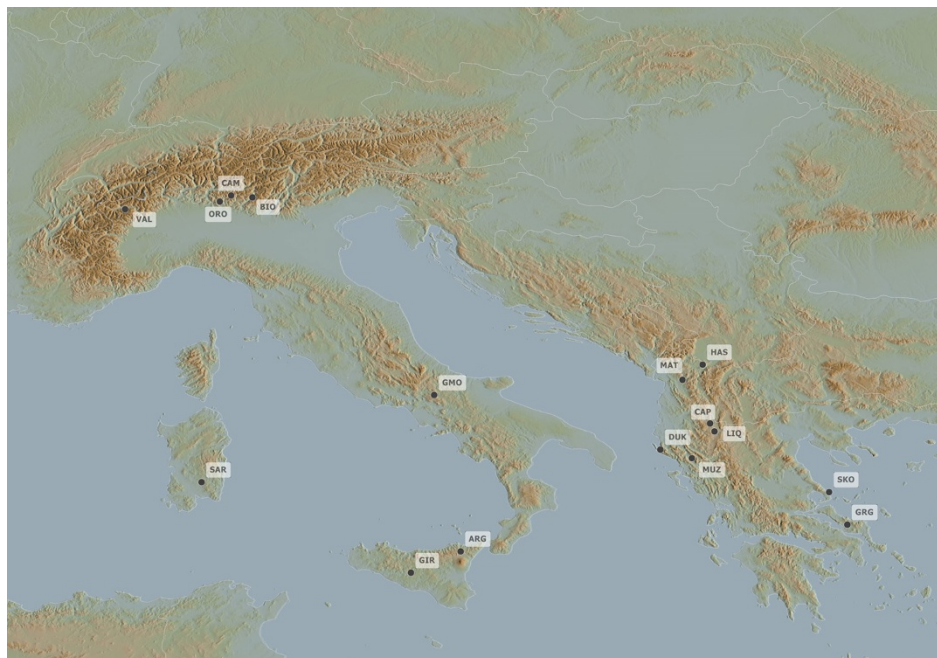 CAM
BIO
ORO
VAL
HAS
MAT
GMO
CAP
LIQ
DUK
MUZ
SAR
SKO
GRG
ARG
GIR